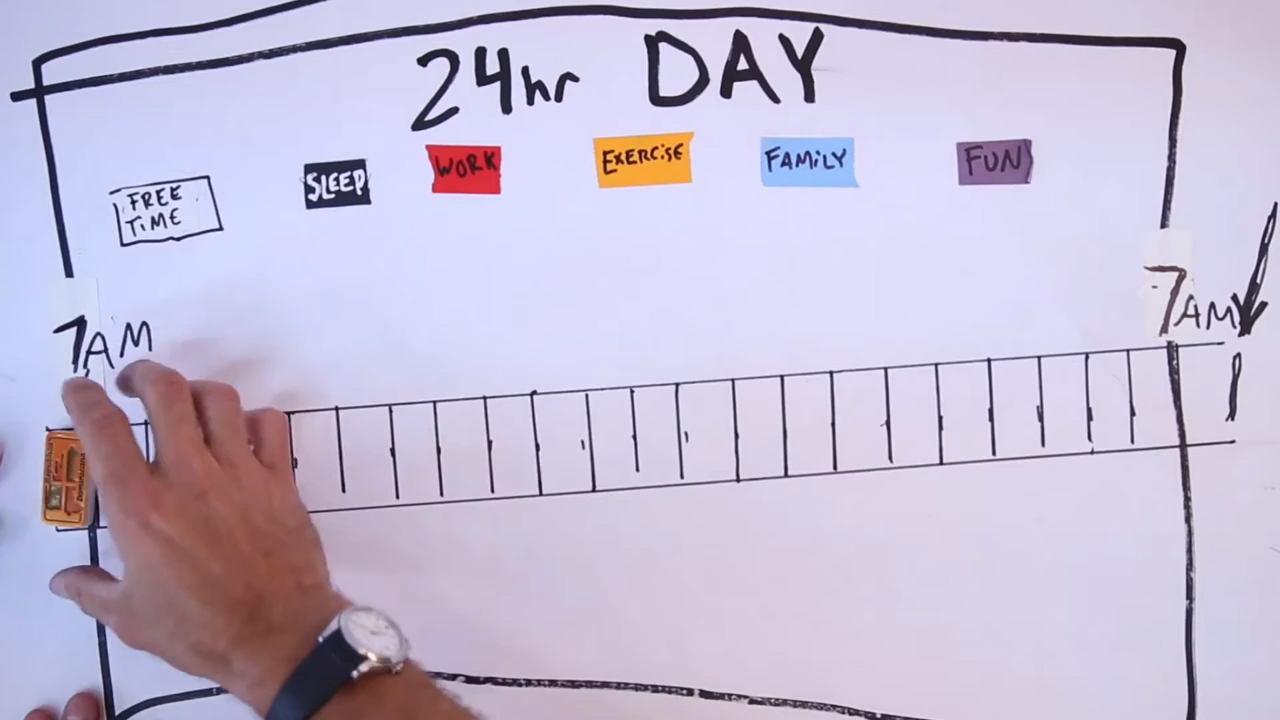 24hr DAY
FREE
TIME
SLEEP
WORK
EXERCISE
FAMILY
FUN
7AM
7AM